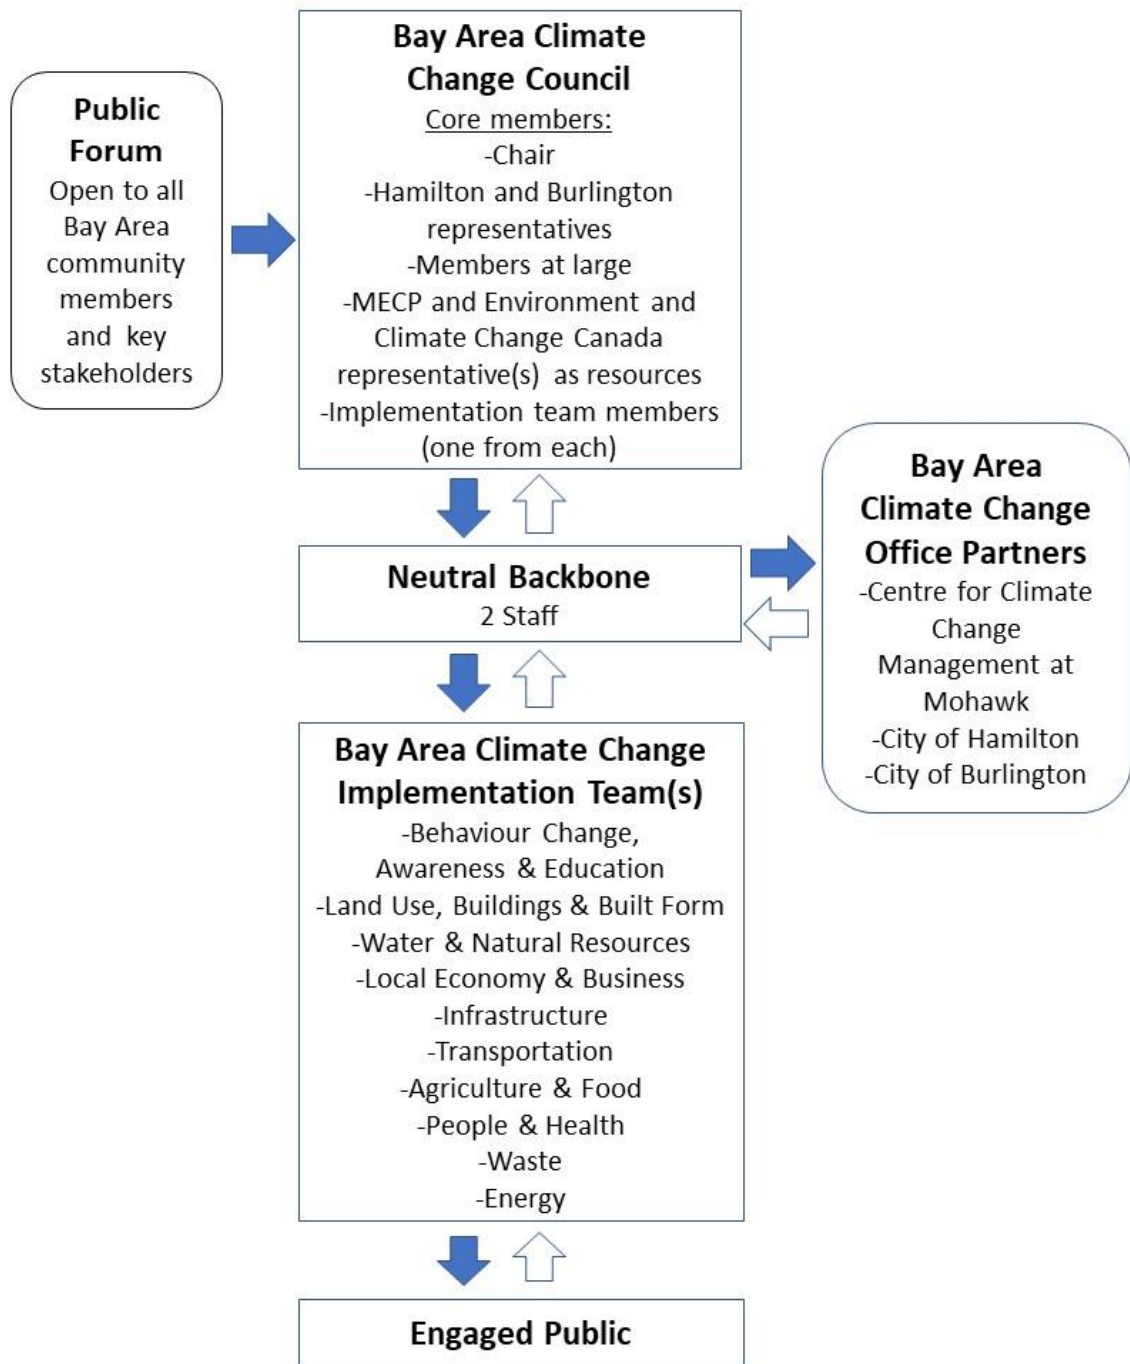 Public
Forum
Open to all
Bay Area
community
members
and key
stakeholders
Bay Area Climate
Change Council
Core members:
-Chair
-Hamilton and Burlington
representatives
-Members at large
-MECP and Environment and
Climate Change Canada
representative(s) as resources
-Implementation team members
(one from each)
Neutral Backbone
2 Staff
Bay Area
Climate Change
Office Partners
-Centre for Climate
Change
Management at
Mohawk
-City of Hamilton
-City of Burlington
Bay Area Climate Change
Implementation Team(s)
-Behaviour Change,
Awareness & Education
-Land Use, Buildings & Built Form
-Water & Natural Resources
-Local Economy & Business
-Infrastructure
-Transportation
-Agriculture & Food
-People & Health
-Waste
-Energy
Engaged Public